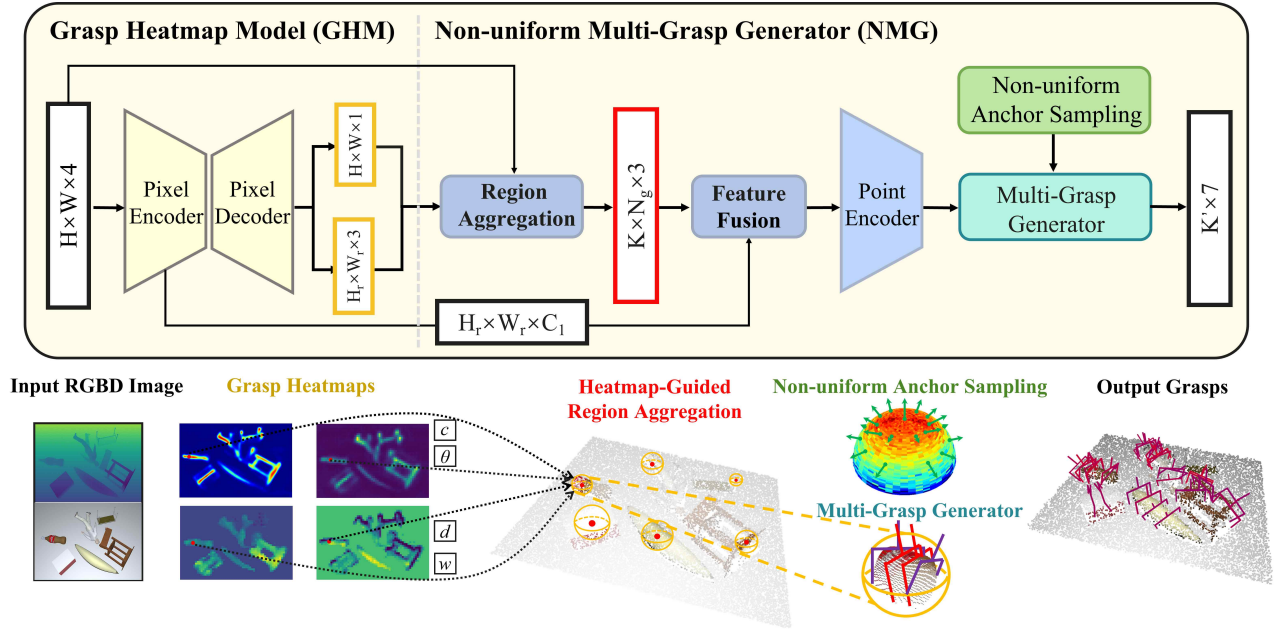 Grasp Heatmap Model (GHM)
Non-uniform Multi-Grasp Generator (NMG)
H×W×4
Pixel
Encoder
Pixel
Decoder
H×W×1
Hᵣ×Wᵣ×3
Region
Aggregation
K×N_g×3
Feature
Fusion
Hᵣ×Wᵣ×C₁
Point
Encoder
Non-uniform
Anchor Sampling
Multi-Grasp
Generator
K'×7
Input RGBD Image
Grasp Heatmaps
c
θ
d
w
Heatmap-Guided
Region Aggregation
Non-uniform Anchor Sampling
Multi-Grasp Generator
Output Grasps